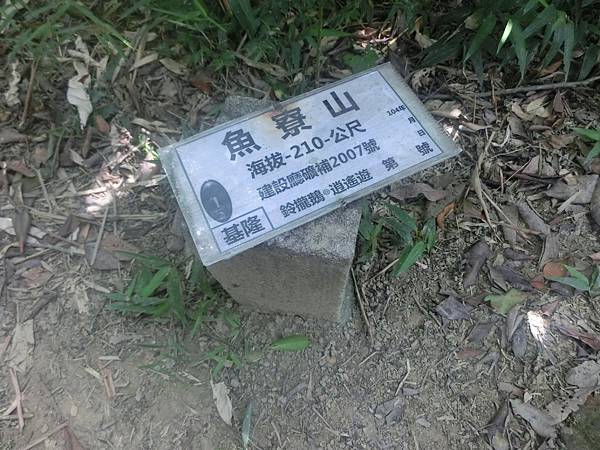 魚寮山
海拔-210-公尺
建設廳礦補2007號
鈴攏鵝®逍遙遊
基隆
104年 月 日
第 號